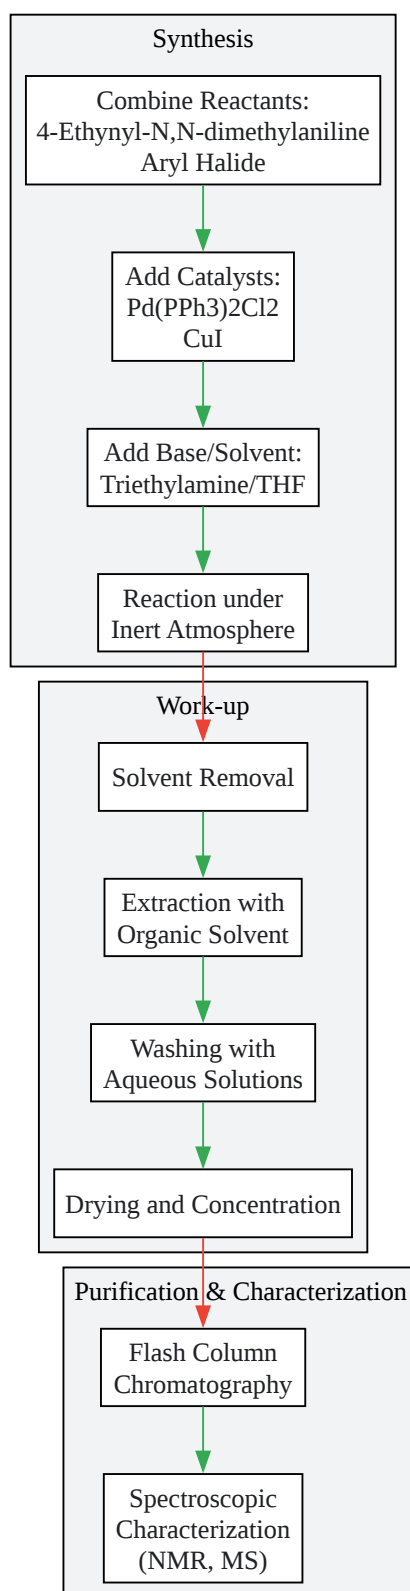 Synthesis
Combine Reactants:
4-Ethynyl-N,N-dimethylaniline
Aryl Halide
Add Catalysts:
Pd(PPh3)2Cl2
CuI
Add Base/Solvent:
Triethylamine/THF
Reaction under
Inert Atmosphere
Work-up
Solvent Removal
Extraction with
Organic Solvent
Washing with
Aqueous Solutions
Drying and Concentration
Purification & Characterization
Flash Column
Chromatography
Spectroscopic
Characterization
(NMR, MS)